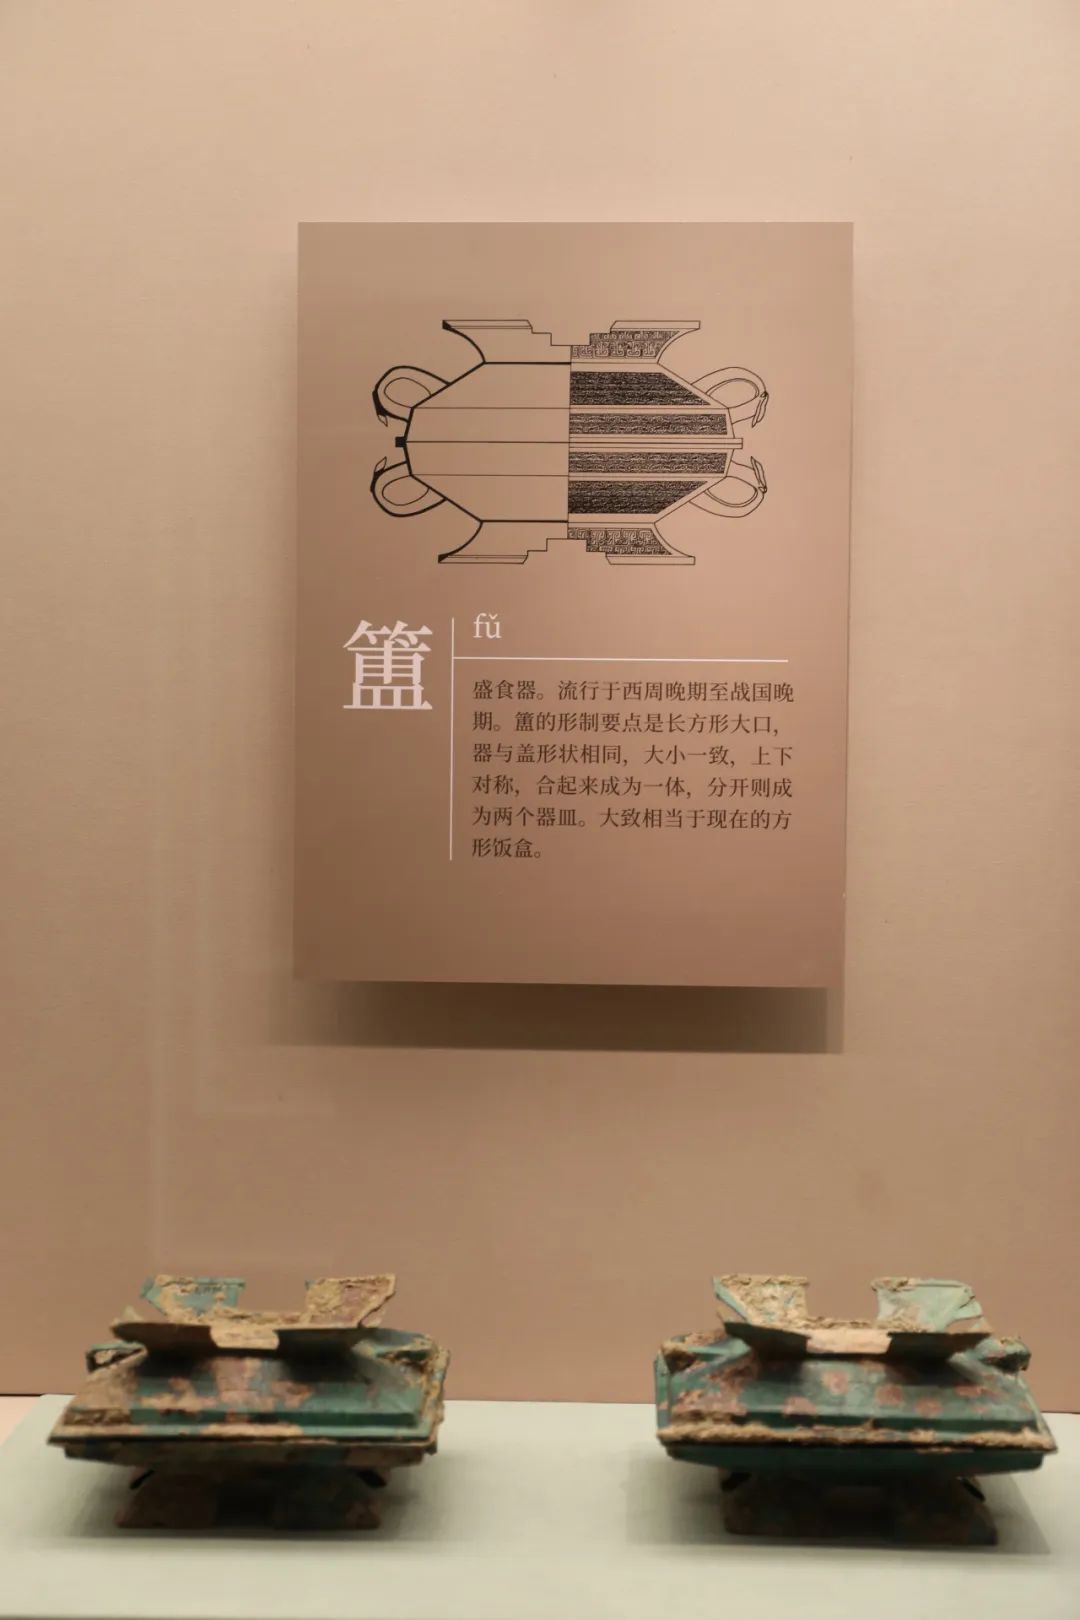 簠
fǔ
盛食器。流行于西周晚期至战国晚
期。簠的形制要点是长方形大口，
器与盖形状相同，大小一致，上下
对称，合起来成为一体，分开则成
为两个器皿。大致相当于现在的方
形饭盒。